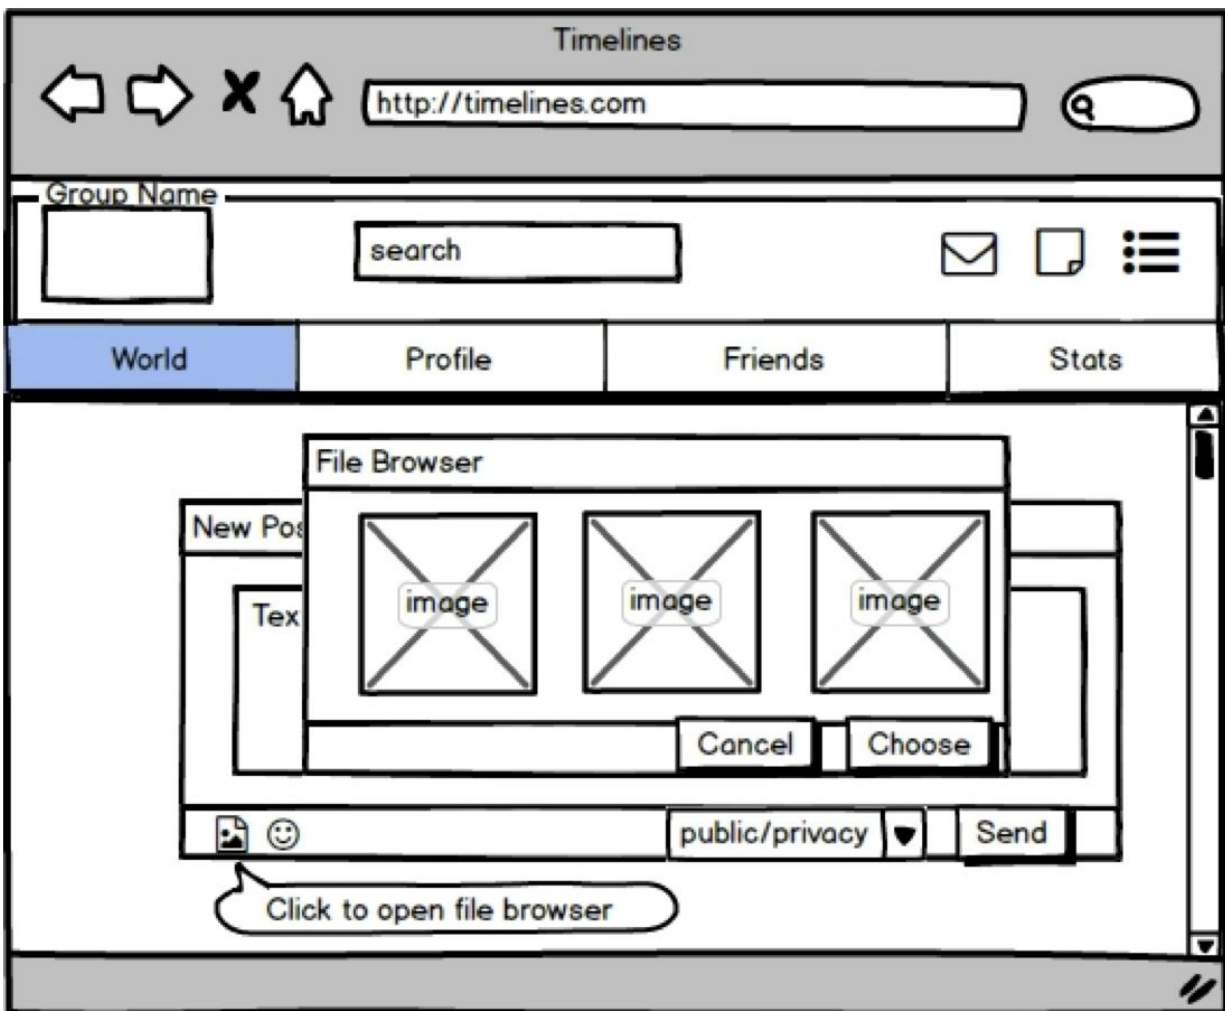 Timelines
http://timelines.com
Group Name
search
World Profile Friends Stats
File Browser
New Pos
Tex
image image image
Cancel Choose
public/privacy Send
Click to open file browser